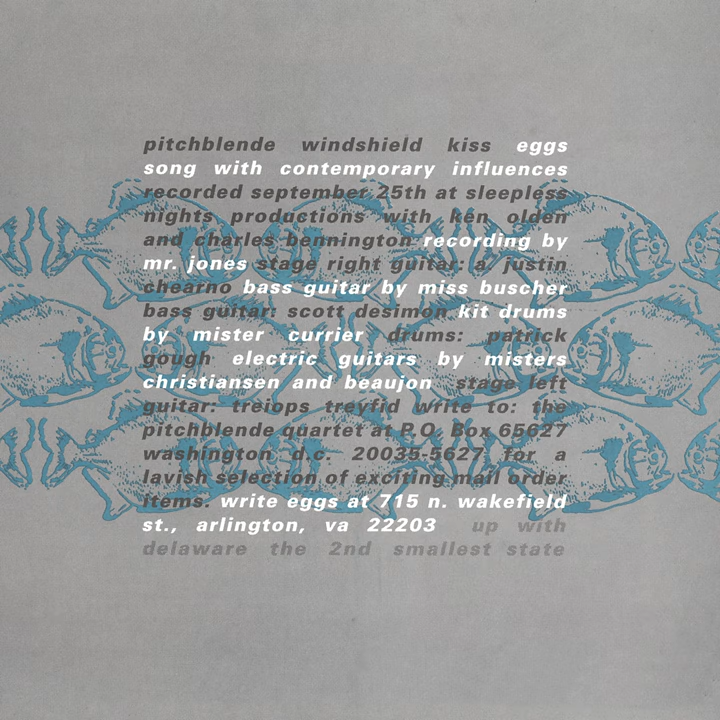 pitchblende windshield kiss eggs
song with contemporary influences
recorded september 25th at sleepless
nights productions with ken olden
and charles bennington recording by
mr. jones stage right guitar: a. justin
chearno bass guitar by miss buscher
bass guitar: scott desimon kit drums
by mister currier drums: patrick
gough electric guitars by misters
christiansen and beaujon stage left
guitar: treiops treyfid write to: the
pitchblende quartet at P.O. Box 65627
washington d.c. 20035-5627 for a
lavish selection of exciting mail order
items. write eggs at 715 n. wakefield
st., arlington, va 22203 up with
delaware the 2nd smallest state